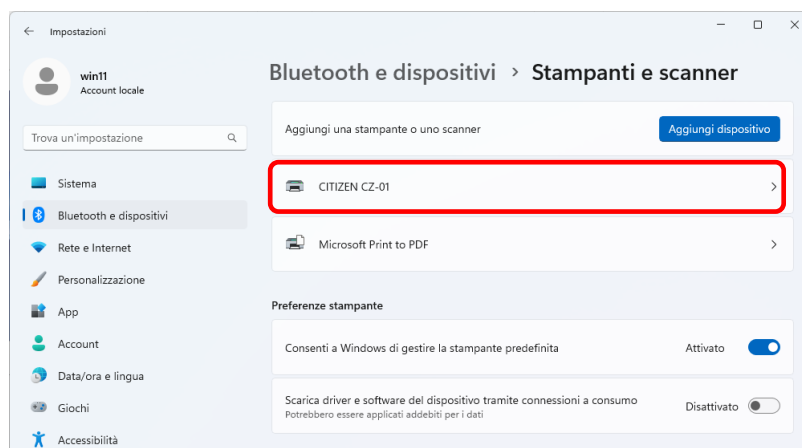 Impostazioni
win11
Account locale
Trova un'impostazione
Sistema
Bluetooth e dispositivi
Rete e Internet
Personalizzazione
App
Account
Data/ora e lingua
Giochi
Accessibilità
Bluetooth e dispositivi > Stampanti e scanner
Aggiungi una stampante o uno scanner
Aggiungi dispositivo
CITIZEN CZ-01
Microsoft Print to PDF
Preferenze stampante
Consenti a Windows di gestire la stampante predefinita
Attivato
Scarica driver e software del dispositivo tramite connessioni a consumo
Potrebbero essere applicati addebiti per i dati
Disattivato